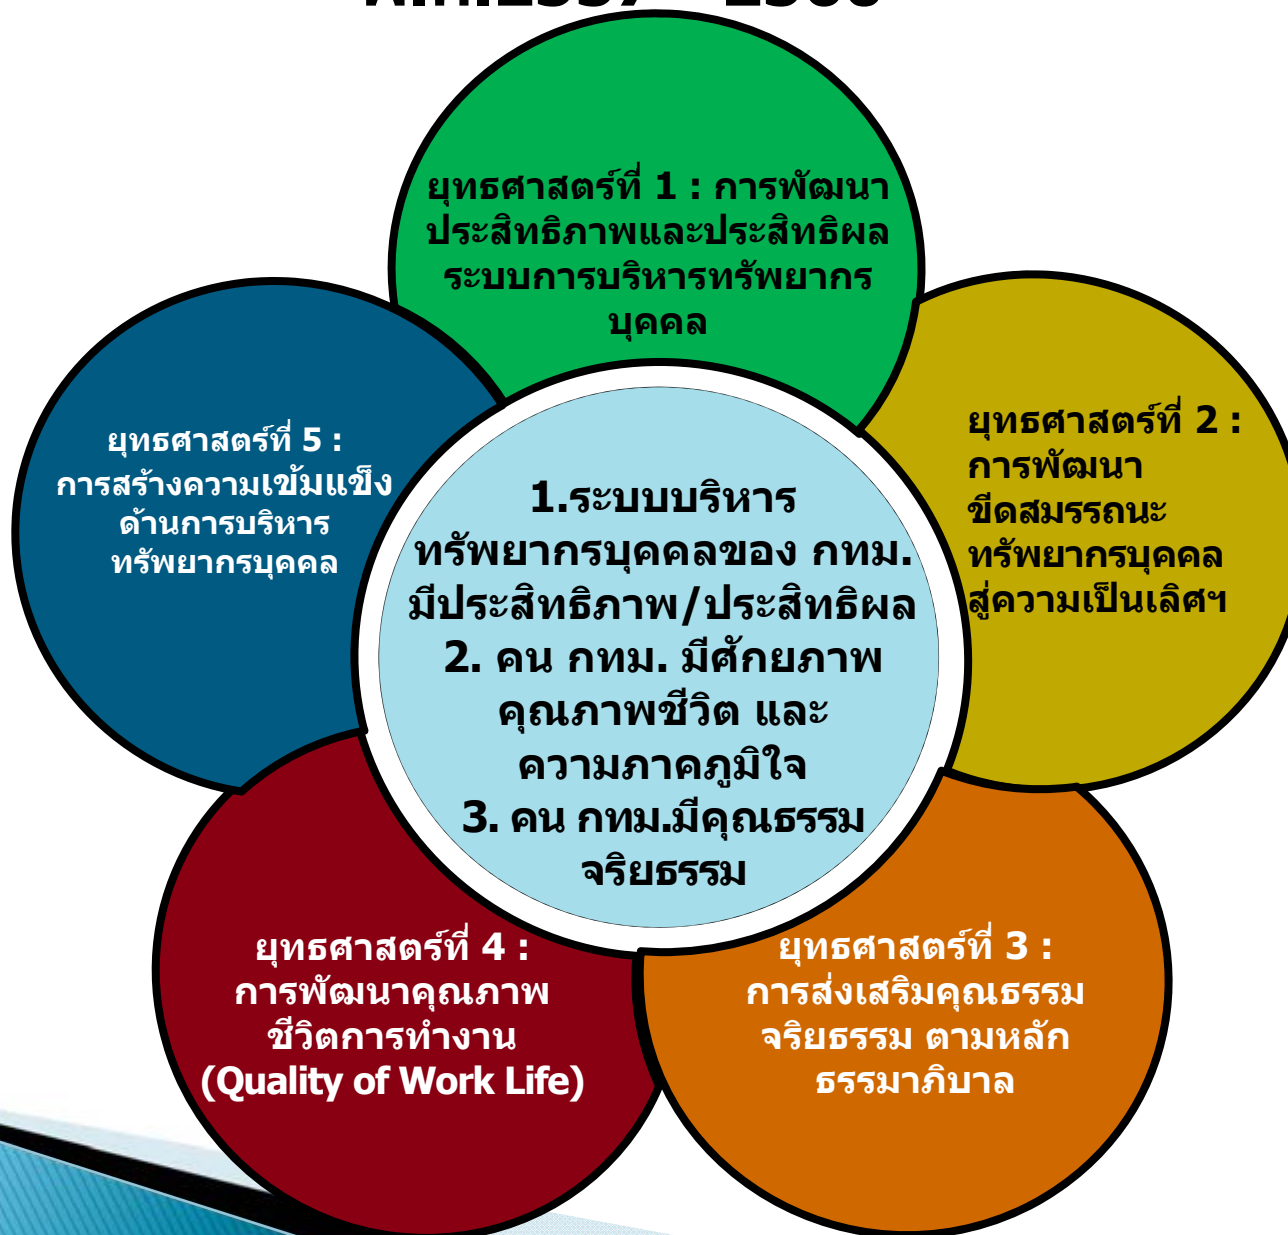 ยุทธศาสตร์ที่ 1 : การพัฒนา
ประสิทธิภาพและประสิทธิผล
ระบบการบริหารทรัพยากร
บุคคล
ยุทธศาสตร์ที่ 2 :
การพัฒนา
ขีดสมรรถนะ
ทรัพยากรบุคคล
สู่ความเป็นเลิศฯ
ยุทธศาสตร์ที่ 5 :
การสร้างความเข้มแข็ง
ด้านการบริหาร
ทรัพยากรบุคคล
1.ระบบบริหาร
ทรัพยากรบุคคลของ กทม.
มีประสิทธิภาพ/ประสิทธิผล
2. คน กทม. มีศักยภาพ
คุณภาพชีวิต และ
ความภาคภูมิใจ
3. คน กทม.มีคุณธรรม
จริยธรรม
ยุทธศาสตร์ที่ 4 :
การพัฒนาคุณภาพ
ชีวิตการทำงาน
(Quality of Work Life)
ยุทธศาสตร์ที่ 3 :
การส่งเสริมคุณธรรม
จริยธรรม ตามหลัก
ธรรมาภิบาล